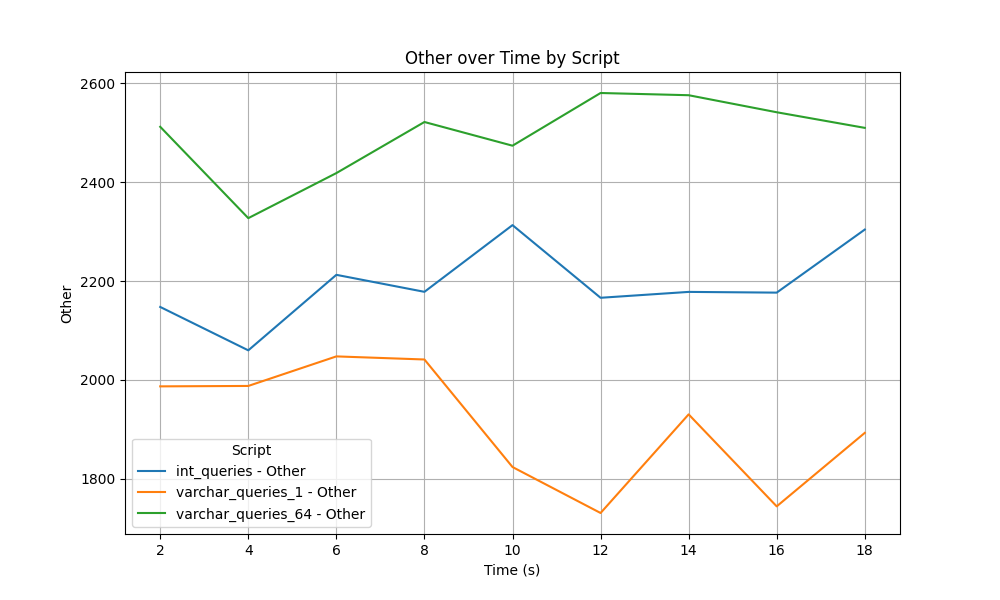 Other over Time by Script
2600
2400
2200
2000
1800
Other
Script
int_queries - Other
varchar_queries_1 - Other
varchar_queries_64 - Other
2 4 6 8 10 12 14 16 18
Time (s)